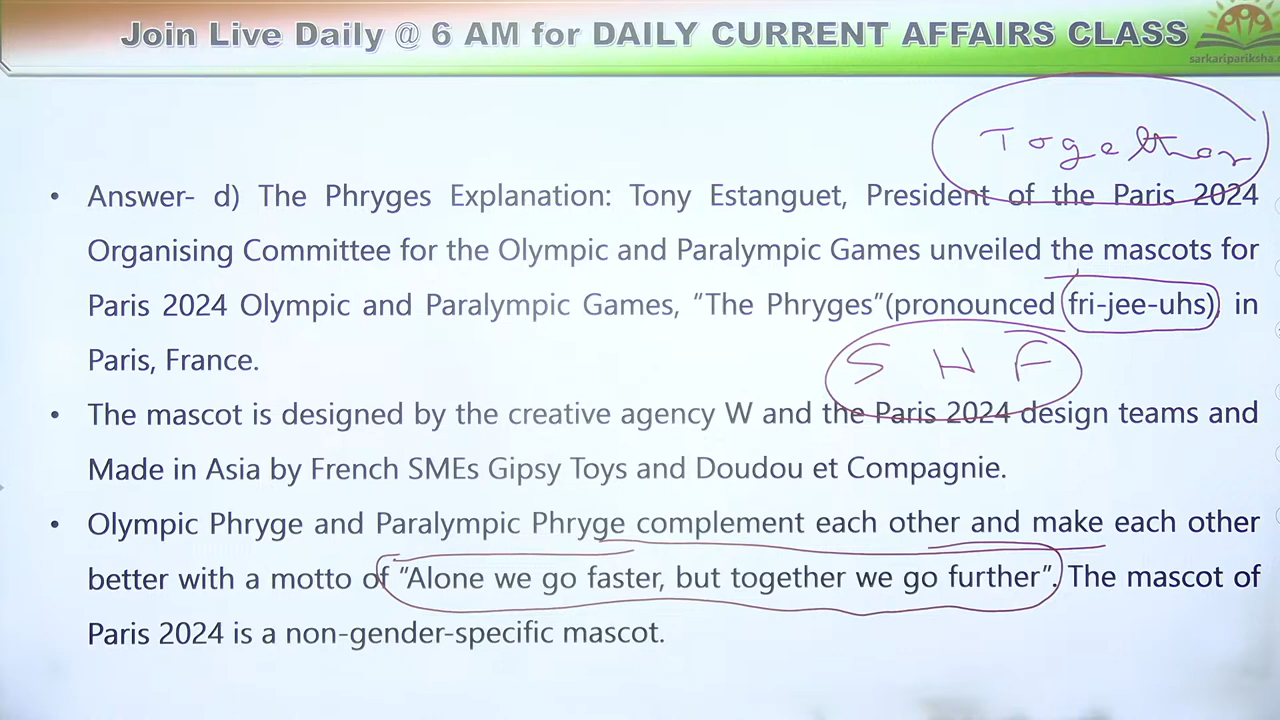 Join Live Daily @ 6 AM for DAILY CURRENT AFFAIRS CLASS
sarkaripariksha.c
Together
• Answer- d) The Phryges Explanation: Tony Estanguet, President of the Paris 2024
Organising Committee for the Olympic and Paralympic Games unveiled the mascots for
Paris 2024 Olympic and Paralympic Games, “The Phryges”(pronounced fri-jee-uhs) in
Paris, France.
S H F
• The mascot is designed by the creative agency W and the Paris 2024 design teams and
Made in Asia by French SMEs Gipsy Toys and Doudou et Compagnie.
• Olympic Phryge and Paralympic Phryge complement each other and make each other
better with a motto of “Alone we go faster, but together we go further”. The mascot of
Paris 2024 is a non-gender-specific mascot.